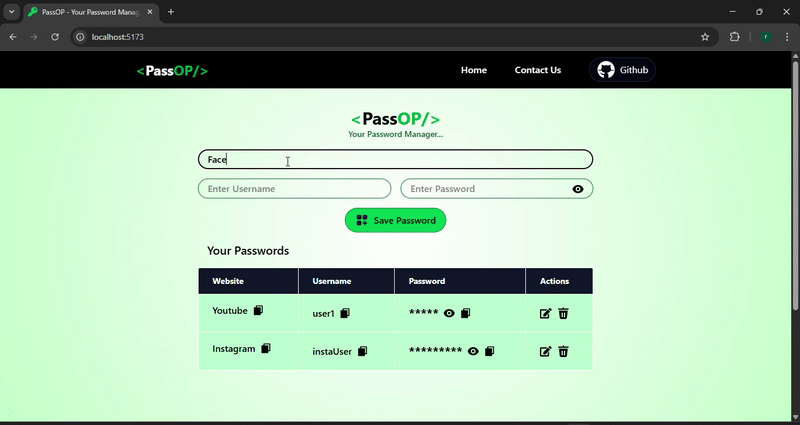 PassOP - Your Password Mana
localhost:5173
<PassOP/>
Home
Contact Us
Github
<PassOP/>
Your Password Manager...
Face
Enter Username
Enter Password
Save Password
Your Passwords
Website Username Password Actions
Youtube user1 *****
Instagram instaUser *********